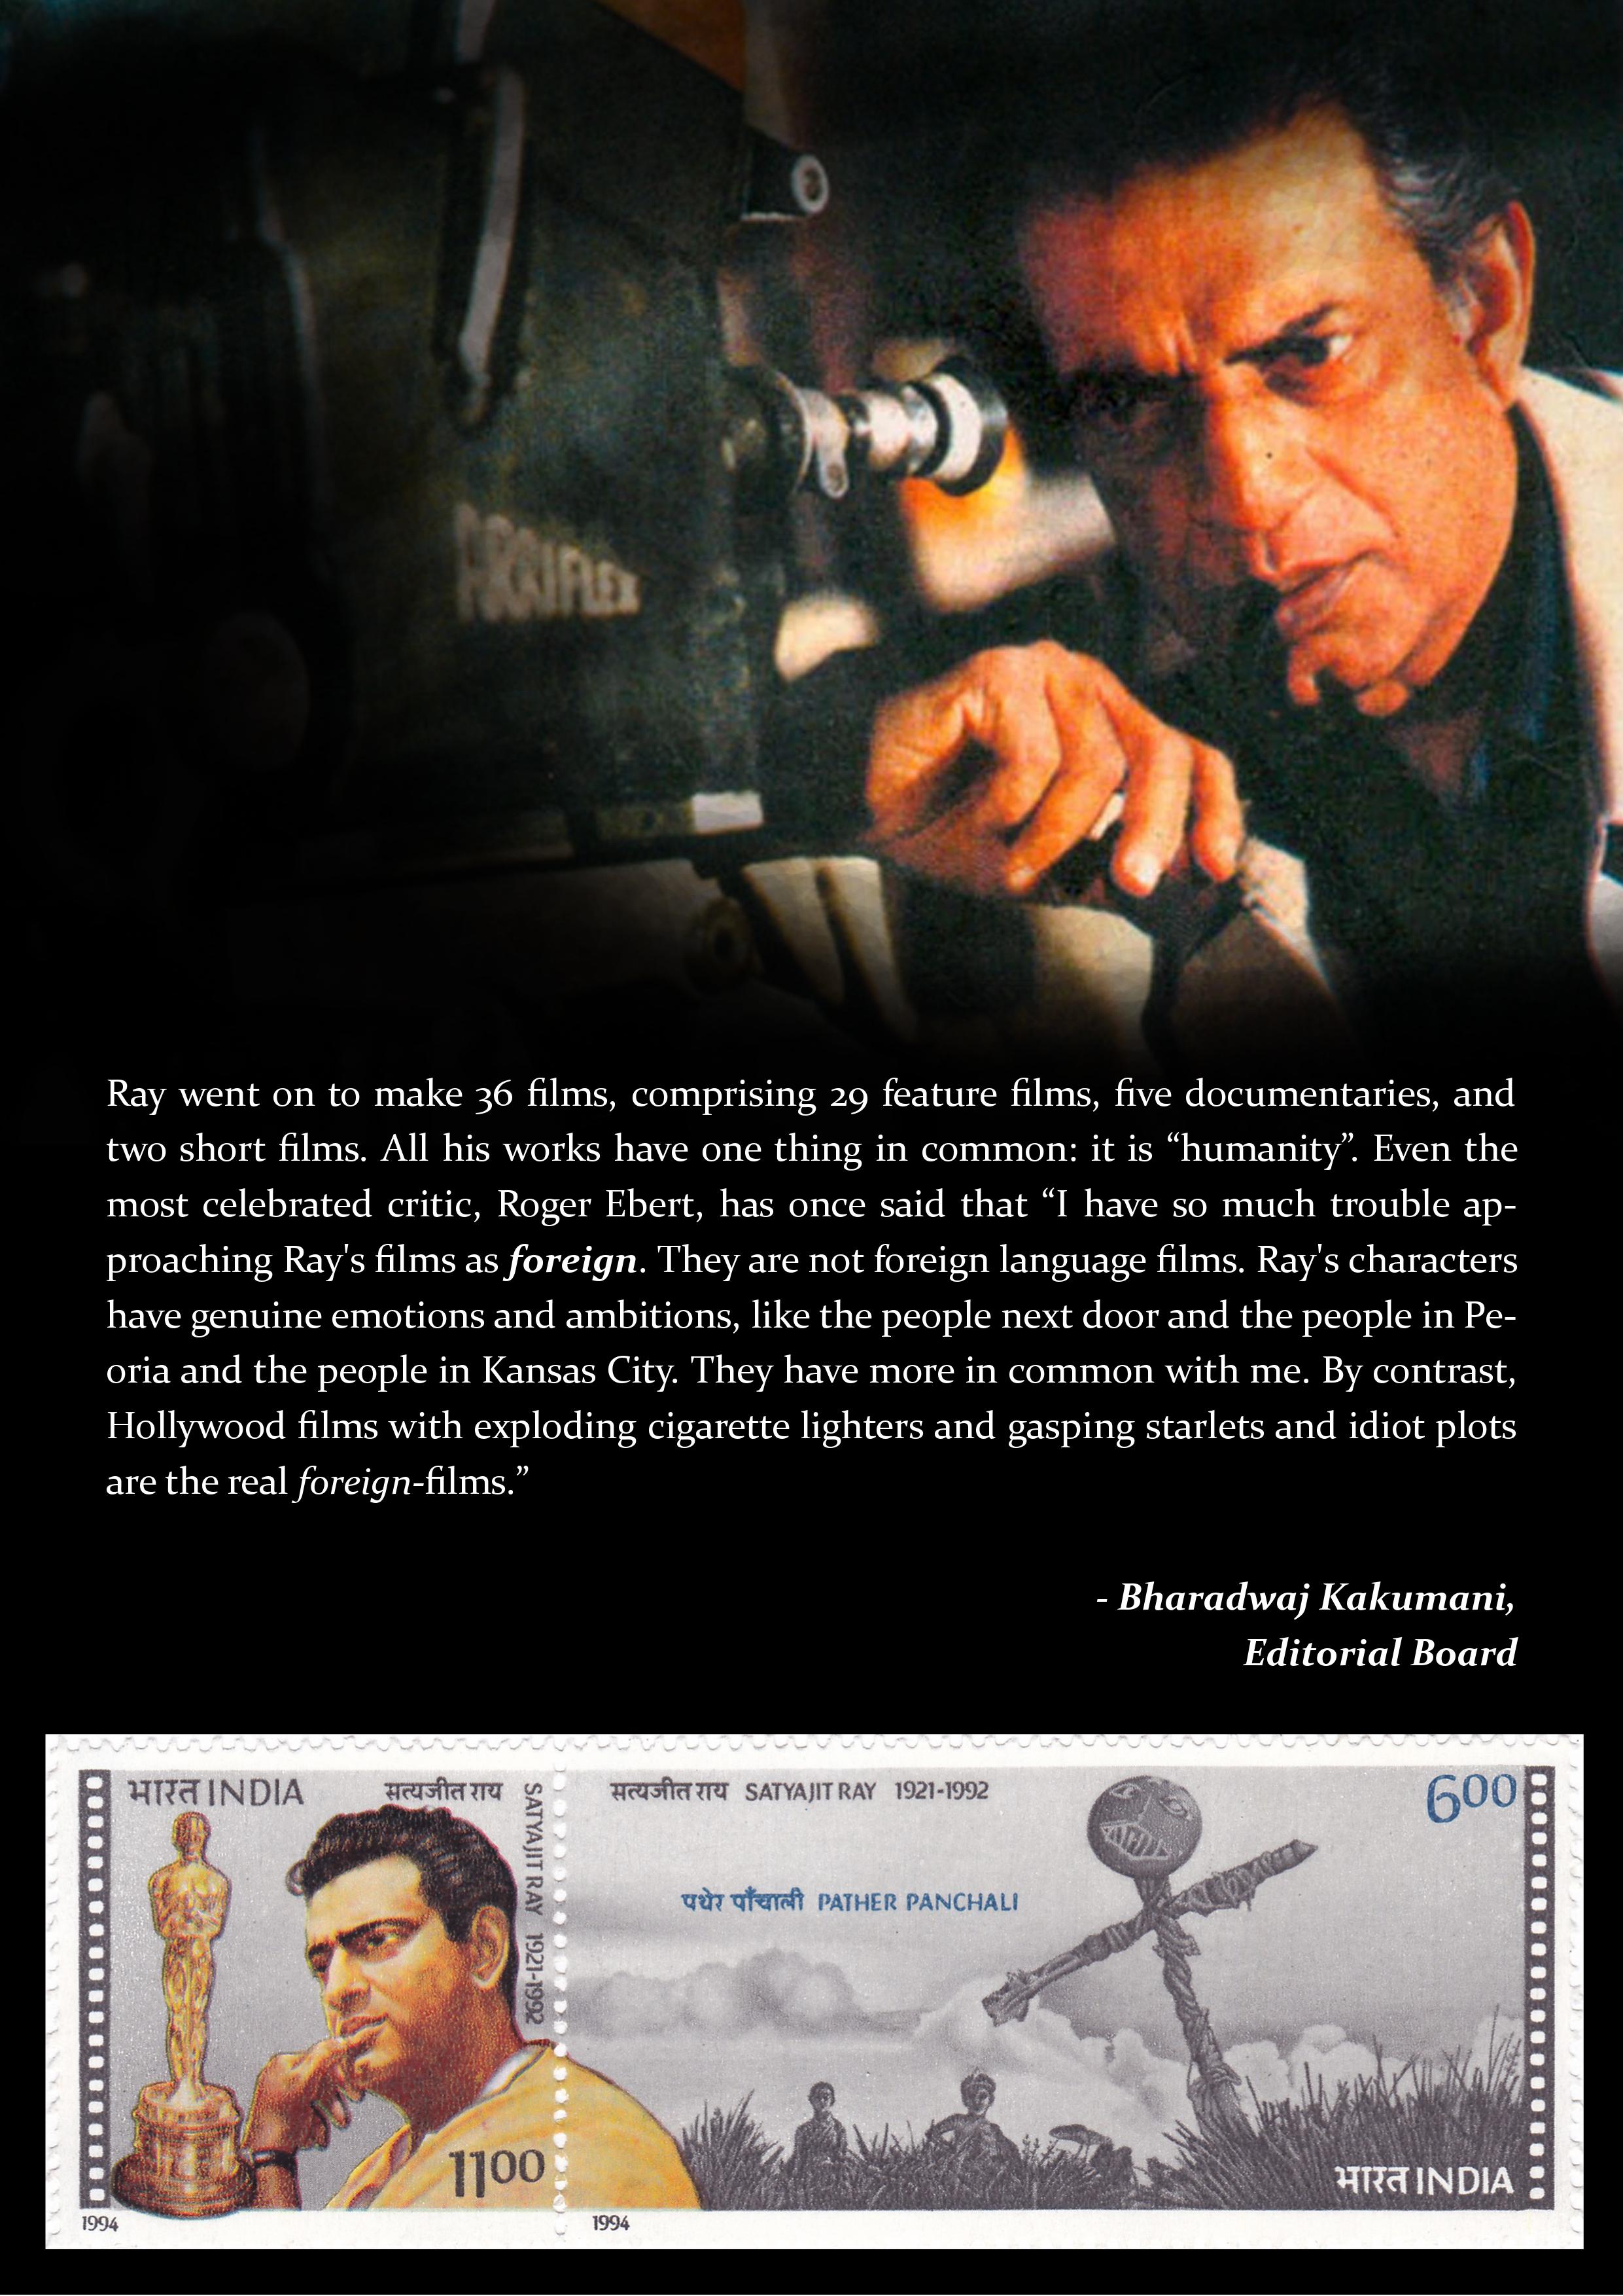 ARRIFLEX
Ray went on to make 36 films, comprising 29 feature films, five documentaries, and
two short films. All his works have one thing in common: it is “humanity”. Even the
most celebrated critic, Roger Ebert, has once said that “I have so much trouble ap-
proaching Ray's films as foreign. They are not foreign language films. Ray's characters
have genuine emotions and ambitions, like the people next door and the people in Pe-
oria and the people in Kansas City. They have more in common with me. By contrast,
Hollywood films with exploding cigarette lighters and gasping starlets and idiot plots
are the real foreign-films.”
- Bharadwaj Kakumani,
Editorial Board
भारत INDIA
सत्यजीत राय
SATYAJIT RAY 1921-1992
1100
1994
सत्यजीत राय SATYAJIT RAY 1921-1992
600
पथेर पाँचाली PATHER PANCHALI
भारत INDIA
1994